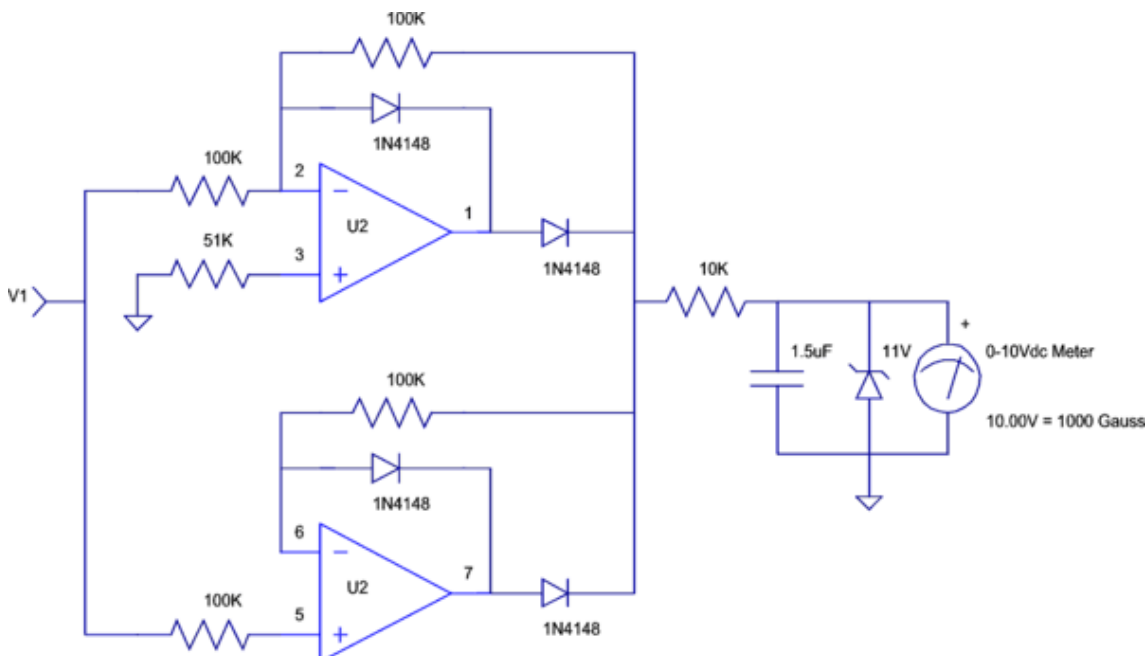 100K
1N4148
100K
2
U2
1
51K
3
1N4148
V1
10K
1.5uF
11V
+
0-10Vdc Meter
10.00V = 1000 Gauss
100K
1N4148
6
U2
7
100K
5
1N4148